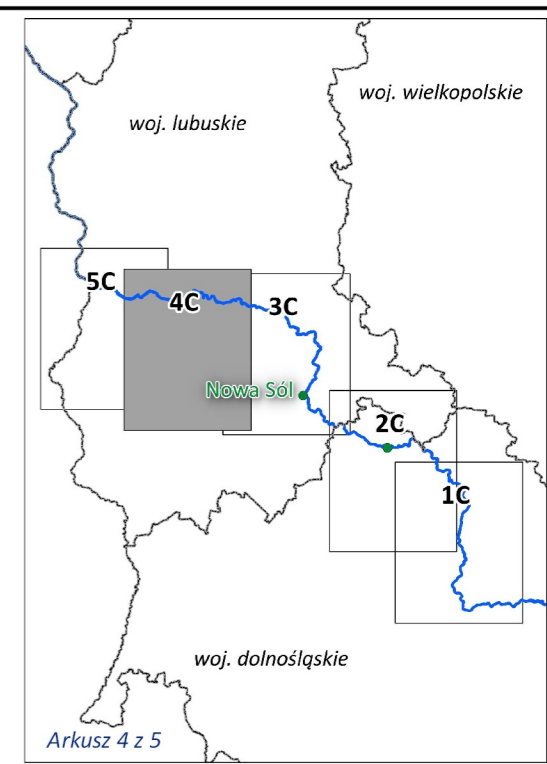 woj. wielkopolskie
woj. lubuskie
5C
4C
3C
Nowa Sól
2C
1C
woj. dolnośląskie
Arkusz 4 z 5